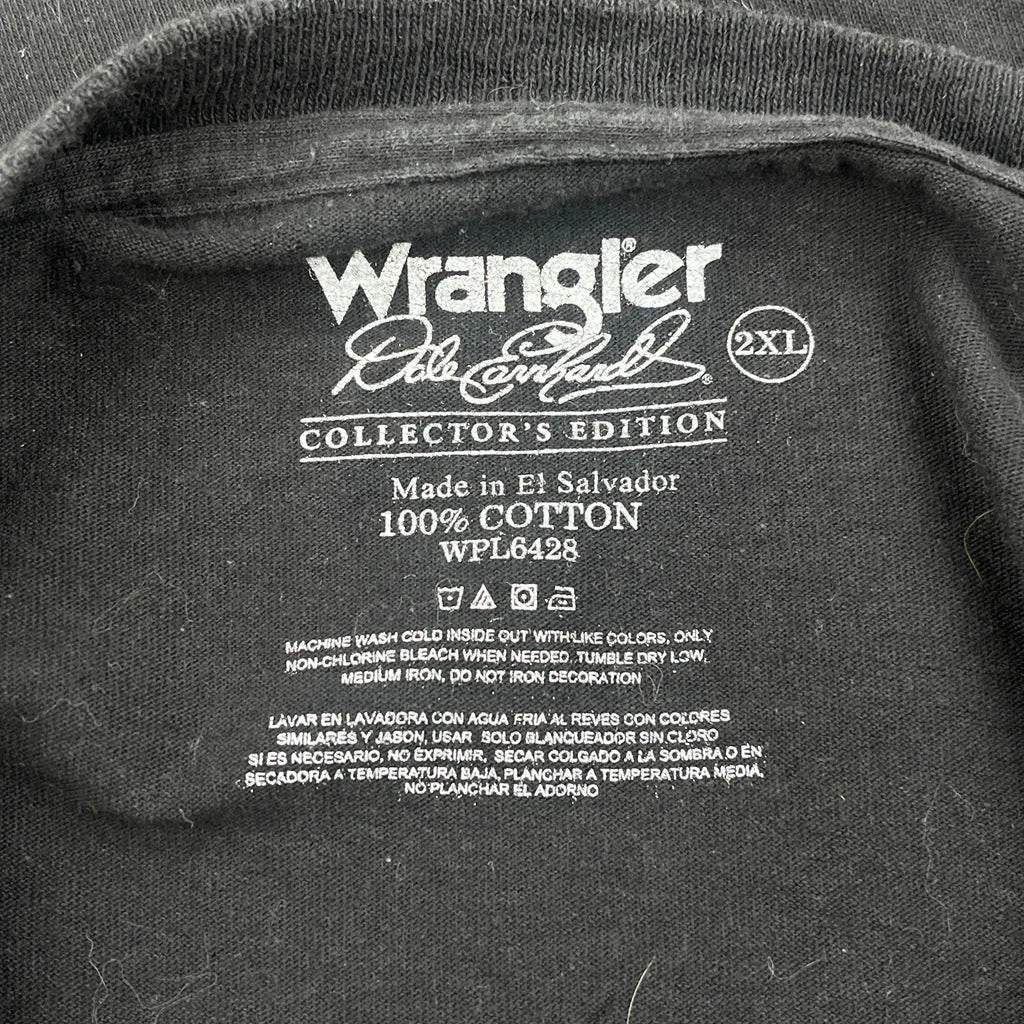 Wrangler®
Dale Earnhardt®
2XL
COLLECTOR'S EDITION
Made in El Salvador
100% COTTON
WPL6428
MACHINE WASH COLD INSIDE OUT WITH LIKE COLORS, ONLY
NON-CHLORINE BLEACH WHEN NEEDED. TUMBLE DRY LOW,
MEDIUM IRON, DO NOT IRON DECORATION
LAVAR EN LAVADORA CON AGUA FRIA AL REVES CON COLORES
SIMILARES Y JABON, USAR SOLO BLANQUEADOR SIN CLORO
SI ES NECESARIO, NO EXPRIMIR, SECAR COLGADO A LA SOMBRA O EN
SECADORA A TEMPERATURA BAJA, PLANCHAR A TEMPERATURA MEDIA,
NO PLANCHAR EL ADORNO